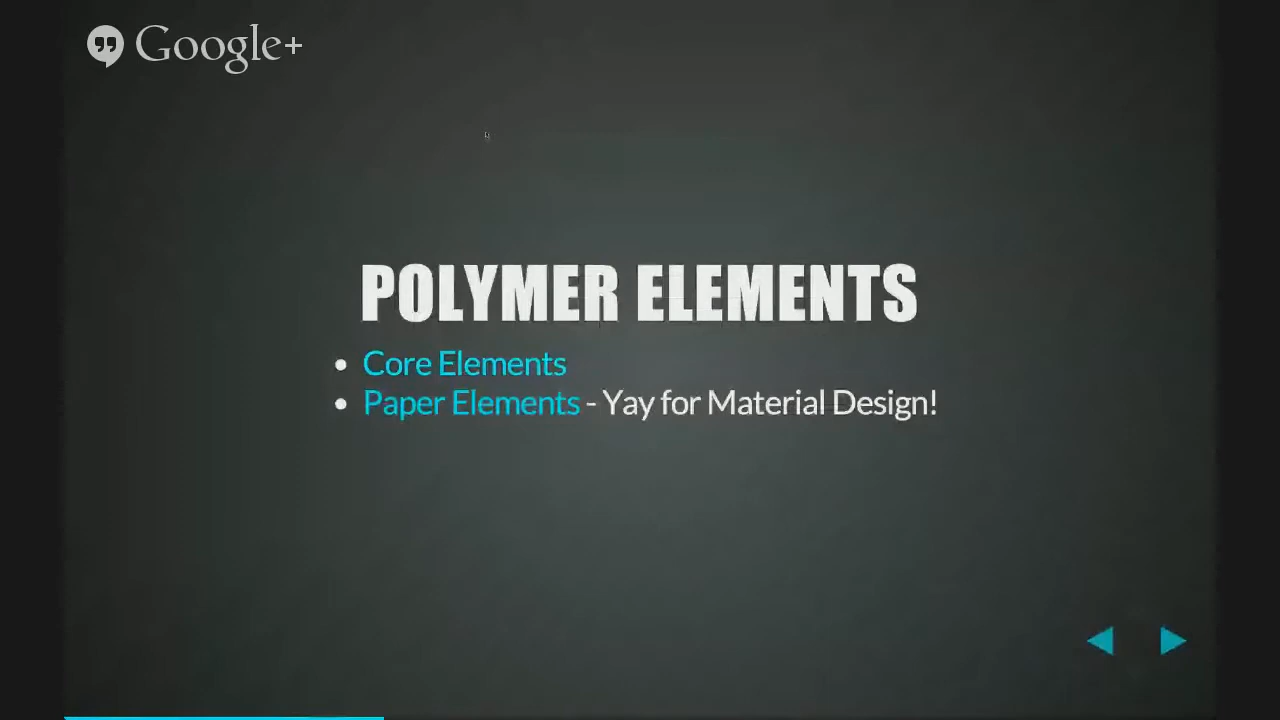 Google+
POLYMER ELEMENTS
• Core Elements
• Paper Elements - Yay for Material Design!